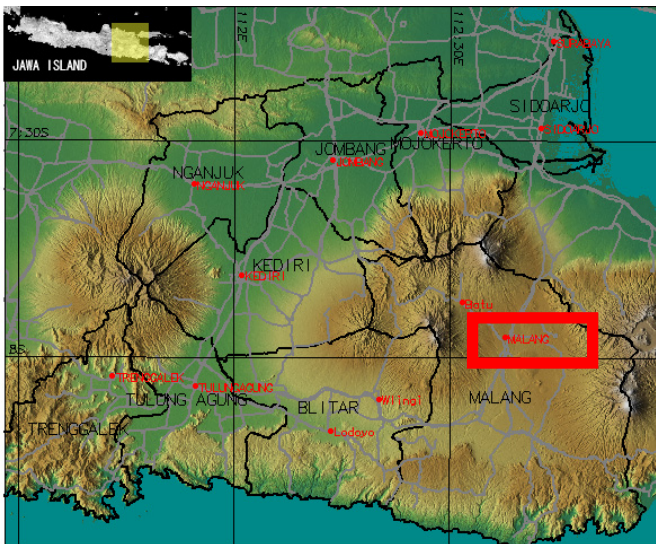 JAWA ISLAND
112E
112.30E
SURABAYA
SIDOARJO
SIDOARJO
7:30S
MOJOKERTO
MOJOKERTO
JOMBANG
JOMBANG
NGANJUK
NGANJUK
KEDIRI
KEDIRI
Batu
MALANG
8S
TRENGGALEK
TULUNGAGUNG
TULUNG AGUNG
BLITAR
Wlingi
MALANG
TRENGGALEK
Lodoyo